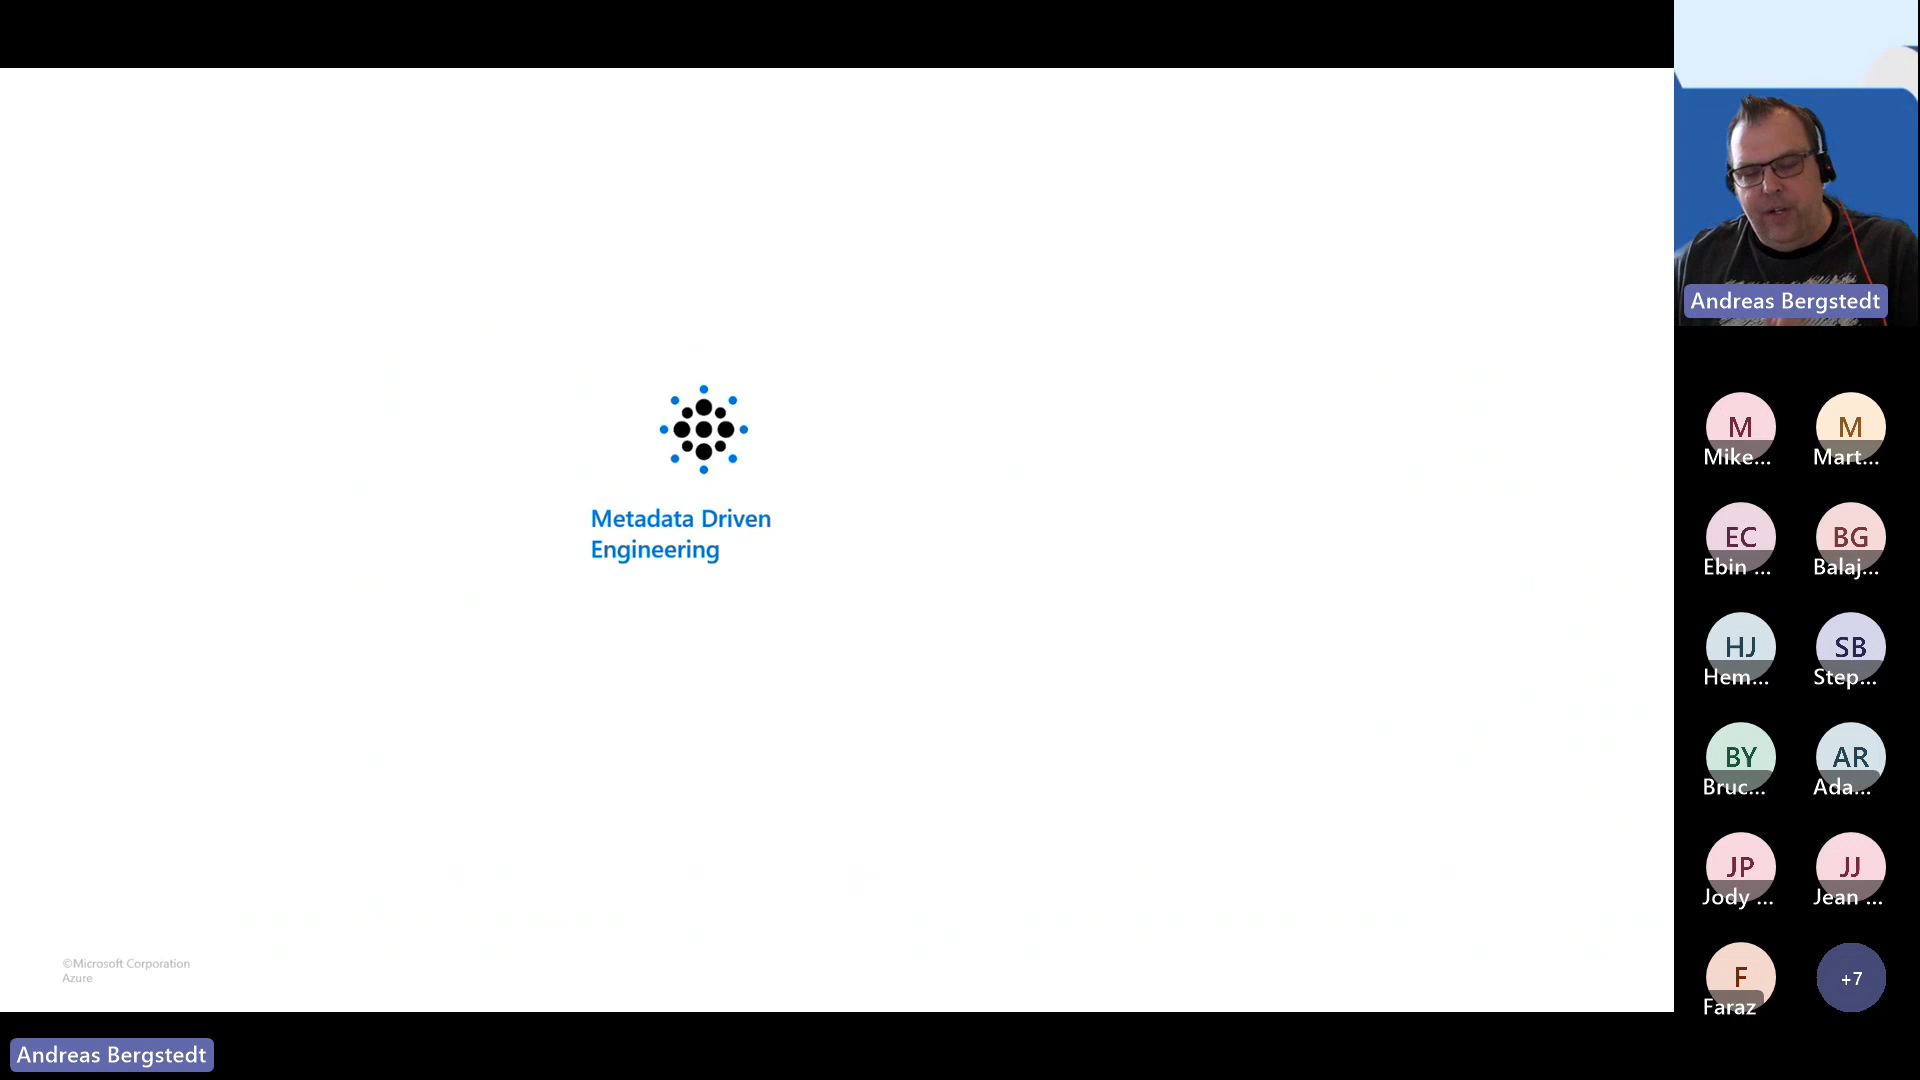 Metadata Driven
Engineering
©Microsoft Corporation
Azure
Andreas Bergstedt
Andreas Bergstedt
M
Mike...
M
Mart...
EC
Ebin ...
BG
Balaj...
HJ
Hem...
SB
Step...
BY
Bruc...
AR
Ada...
JP
Jody ...
JJ
Jean ...
F
Faraz
+7